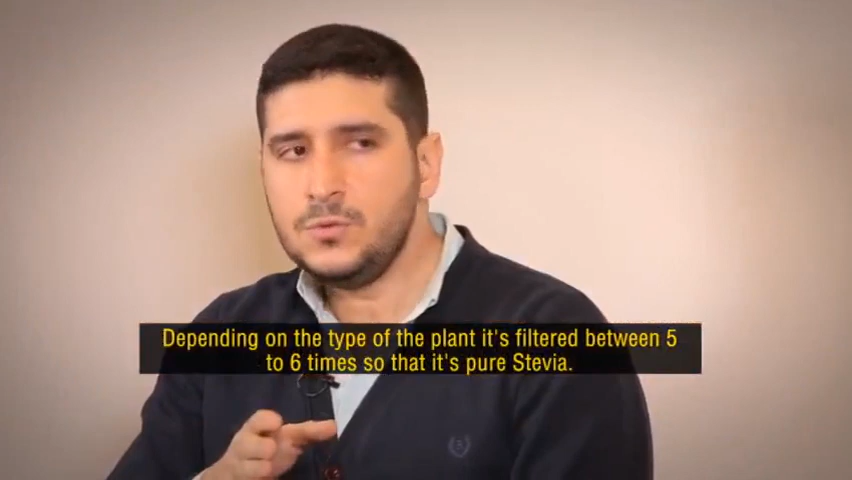 Depending on the type of the plant it's filtered between 5
to 6 times so that it's pure Stevia.